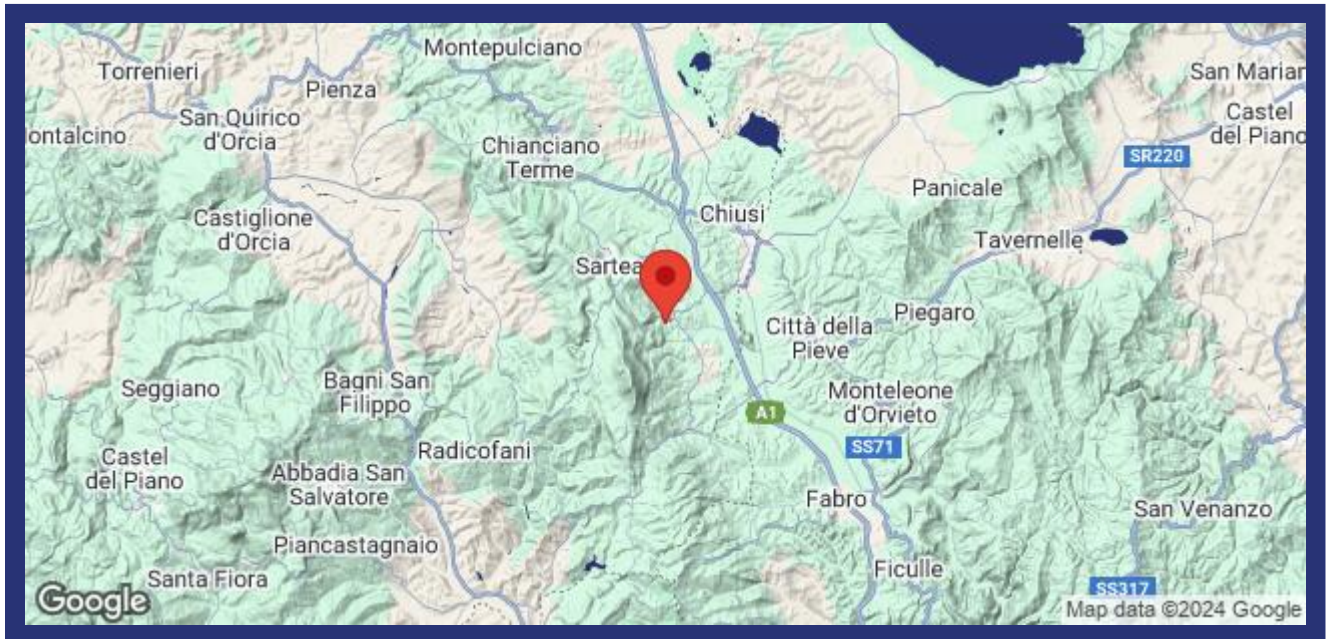 Montepulciano
Torrenieri
Pienza
San Marian
Castel
del Piano
San Quirico
d'Orcia
ontalcino
Chianciano
Terme
SR220
Panicale
Castiglione
d'Orcia
Chiusi
Tavernelle
Sartea
Città della
Pieve
Piegaro
Seggiano
Bagni San
Filippo
Monteleone
d'Orvieto
A1
SS71
Radicofani
Castel
del Piano
Abbadia San
Salvatore
Fabro
San Venanzo
Piancastagnaio
Santa Fiora
Ficulle
SS317
Google
Map data ©2024 Google